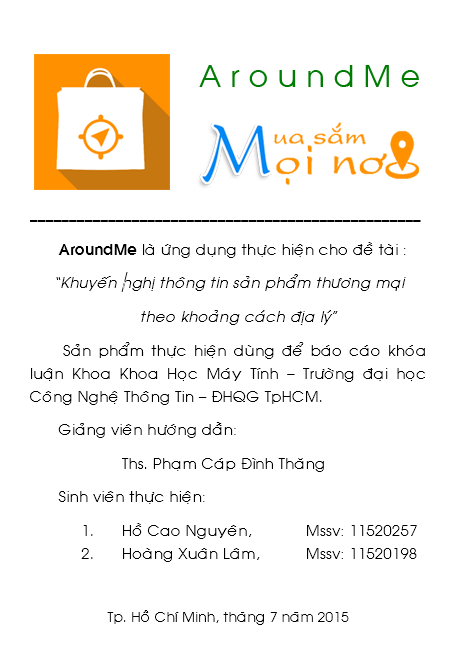 AroundMe
Mua sắm
Mọi nơi
AroundMe là ứng dụng thực hiện cho đề tài :
“Khuyến nghị thông tin sản phẩm thương mại
theo khoảng cách địa lý”
Sản phẩm thực hiện dùng để báo cáo khóa
luận Khoa Khoa Học Máy Tính – Trường đại học
Công Nghệ Thông Tin – ĐHQG TpHCM.
Giảng viên hướng dẫn:
Ths. Phạm Cáp Đình Thăng
Sinh viên thực hiện:
1. Hồ Cao Nguyên, Mssv: 11520257
2. Hoàng Xuân Lâm, Mssv: 11520198
Tp. Hồ Chí Minh, tháng 7 năm 2015